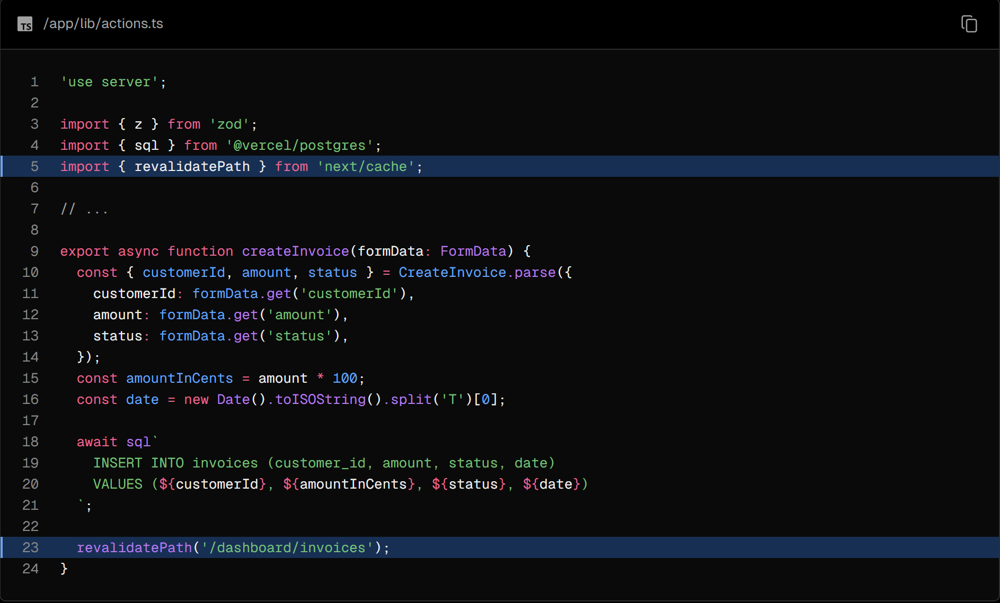 TS /app/lib/actions.ts
1 'use server';
2
3 import { z } from 'zod';
4 import { sql } from '@vercel/postgres';
5 import { revalidatePath } from 'next/cache';
6
7 // ...
8
9 export async function createInvoice(formData: FormData) {
10   const { customerId, amount, status } = CreateInvoice.parse({
11     customerId: formData.get('customerId'),
12     amount: formData.get('amount'),
13     status: formData.get('status'),
14   });
15   const amountInCents = amount * 100;
16   const date = new Date().toISOString().split('T')[0];
17
18   await sql`
19     INSERT INTO invoices (customer_id, amount, status, date)
20     VALUES (${customerId}, ${amountInCents}, ${status}, ${date})
21   `;
22
23   revalidatePath('/dashboard/invoices');
24 }